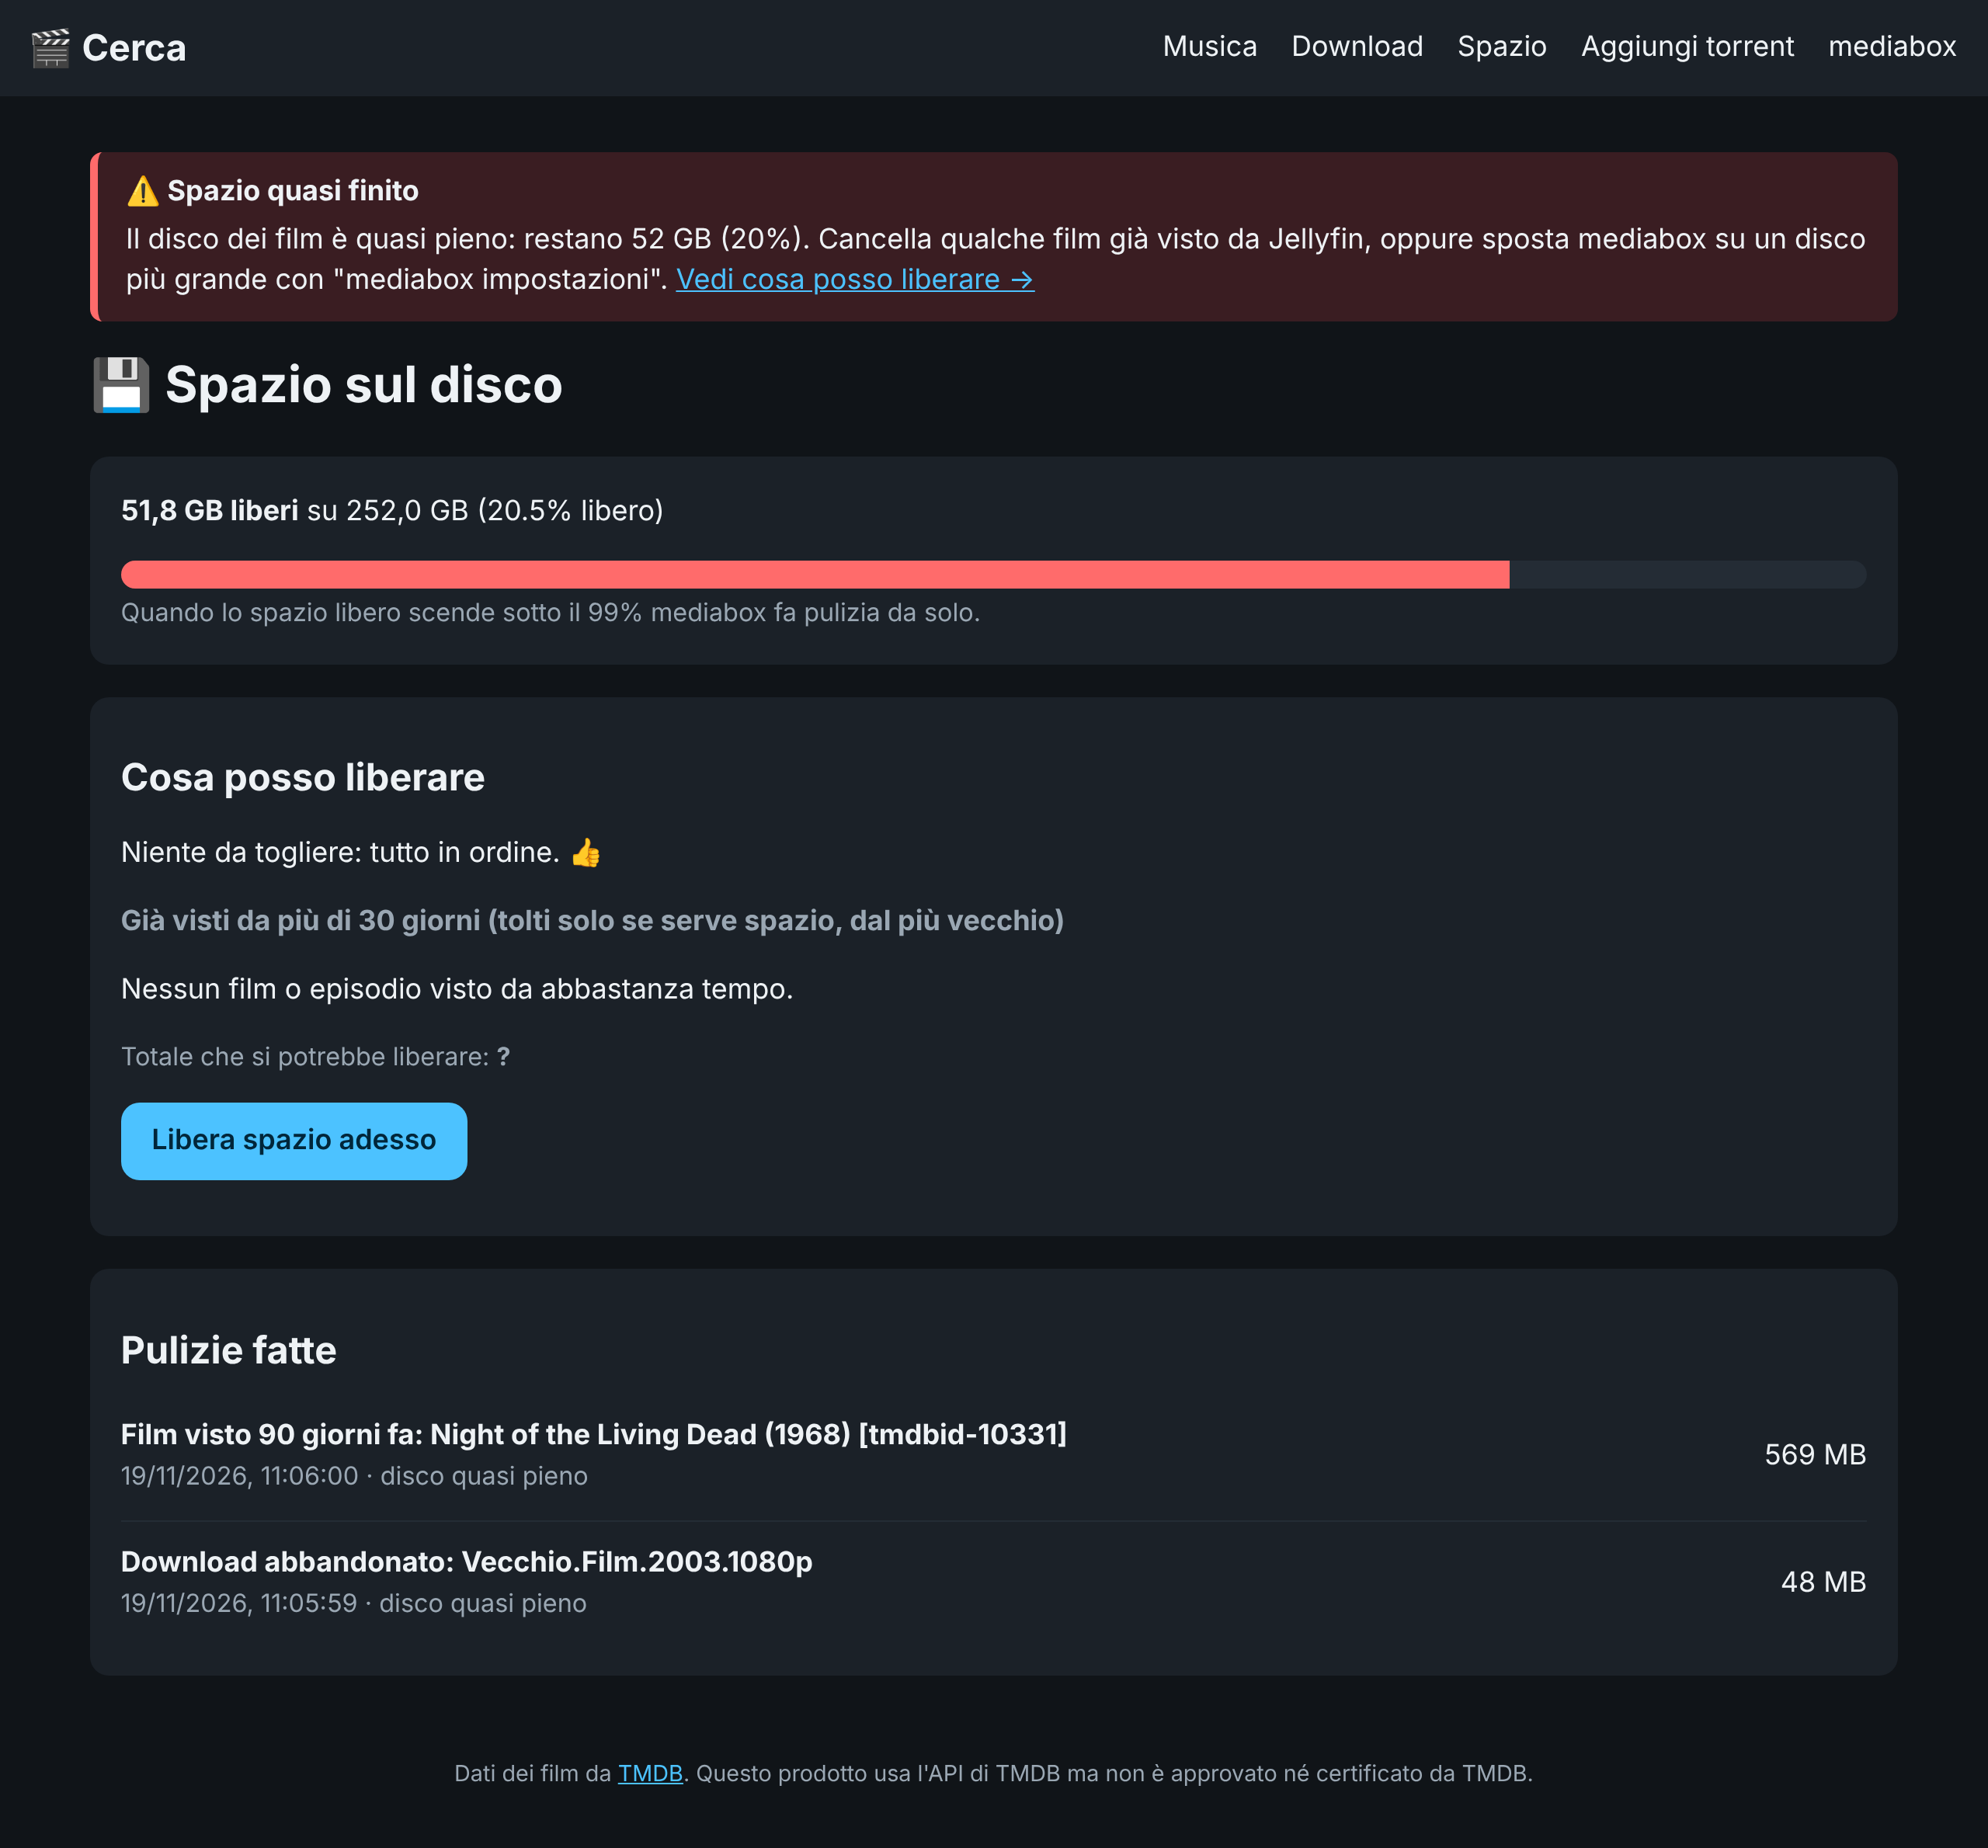 🎬 Cerca
Musica Download Spazio Aggiungi torrent mediabox
⚠️ Spazio quasi finito
Il disco dei film è quasi pieno: restano 52 GB (20%). Cancella qualche film già visto da Jellyfin, oppure sposta mediabox su un disco
più grande con "mediabox impostazioni". Vedi cosa posso liberare →
💾 Spazio sul disco
51,8 GB liberi su 252,0 GB (20.5% libero)
Quando lo spazio libero scende sotto il 99% mediabox fa pulizia da solo.
Cosa posso liberare
Niente da togliere: tutto in ordine. 👍
Già visti da più di 30 giorni (tolti solo se serve spazio, dal più vecchio)
Nessun film o episodio visto da abbastanza tempo.
Totale che si potrebbe liberare: ?
Libera spazio adesso
Pulizie fatte
Film visto 90 giorni fa: Night of the Living Dead (1968) [tmdbid-10331]
19/11/2026, 11:06:00 · disco quasi pieno
569 MB
Download abbandonato: Vecchio.Film.2003.1080p
19/11/2026, 11:05:59 · disco quasi pieno
48 MB
Dati dei film da TMDB. Questo prodotto usa l'API di TMDB ma non è approvato né certificato da TMDB.